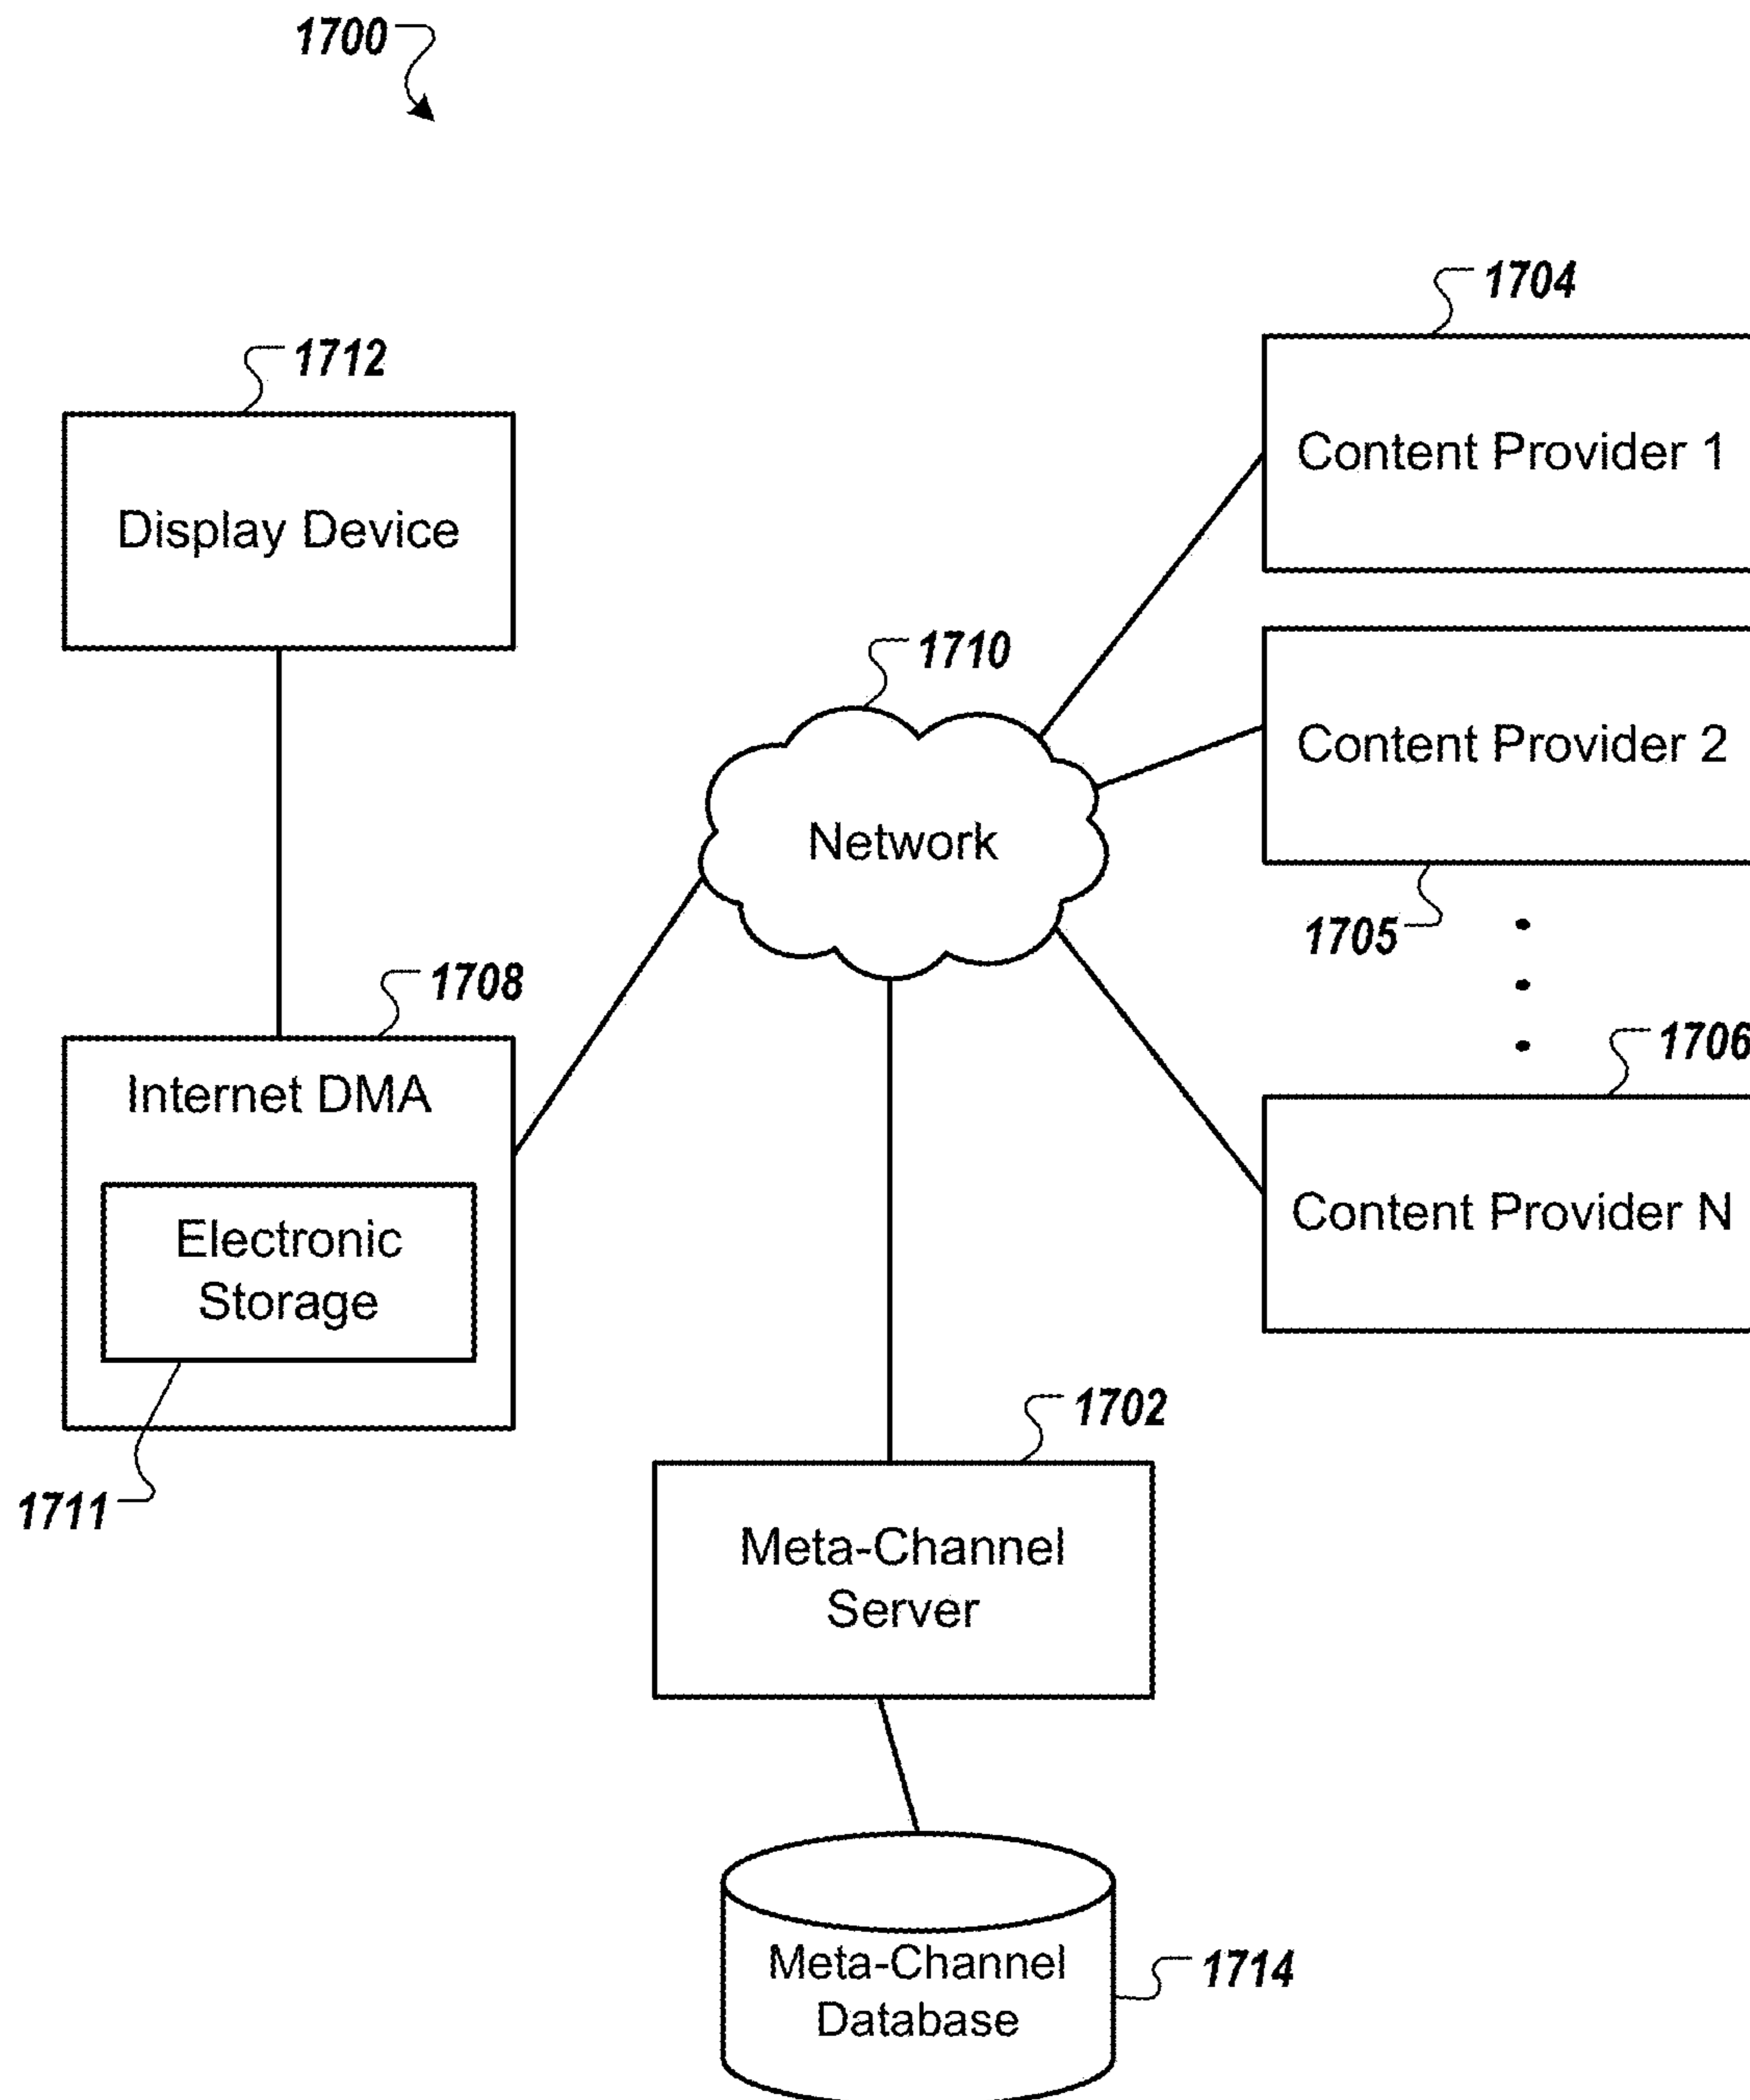 1700
1704
1712
Content Provider 1
Display Device
1710
Content Provider 2
Network
1705
1708
1706
Internet DMA
Content Provider N
Electronic
Storage
1702
1711
Meta-Channel
Server
Meta-Channel
Database
1714